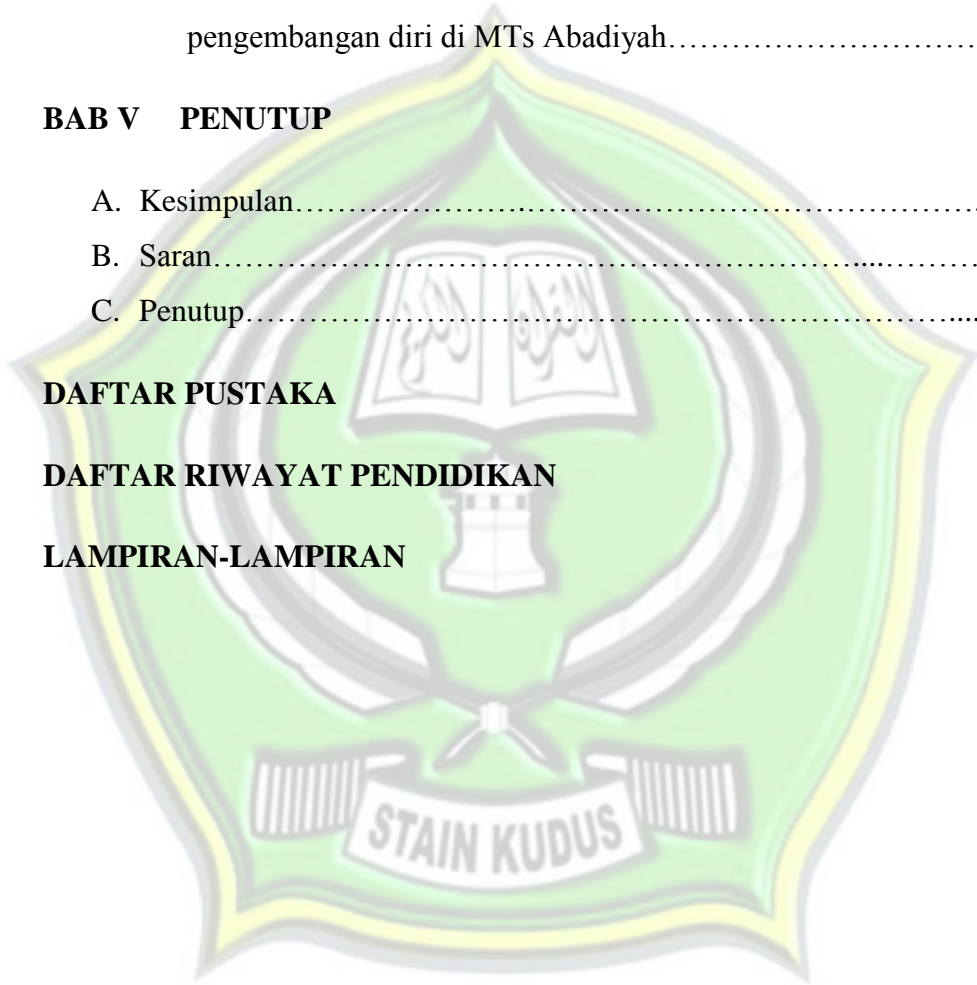 pengembangan diri di MTs Abadiyah…………………………
BAB V PENUTUP
A. Kesimpulan………………….……………………………………
B. Saran…………………………………………………………....………
C. Penutup……………………………………………………………....
DAFTAR PUSTAKA
DAFTAR RIWAYAT PENDIDIKAN
LAMPIRAN-LAMPIRAN
STAIN KUDUS